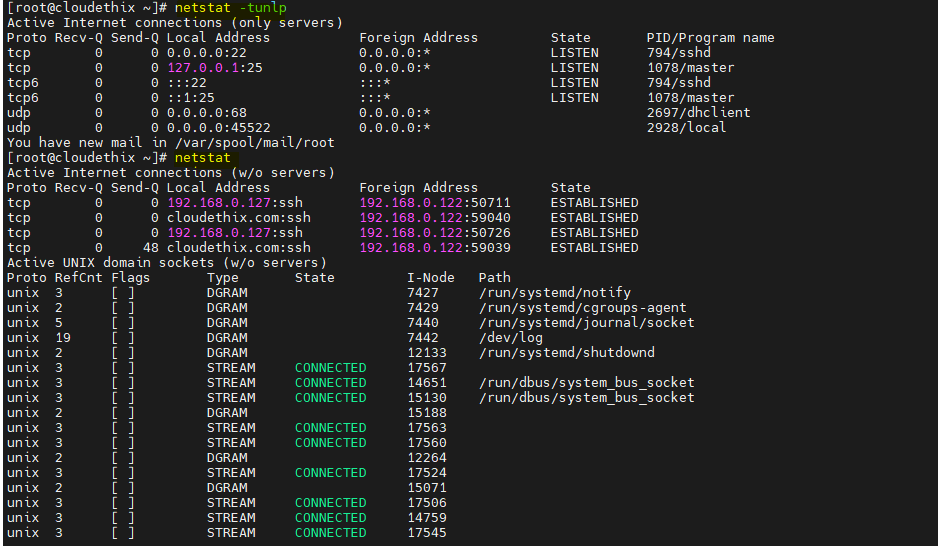 [root@cloudethix ~]# netstat -tunlp
Active Internet connections (only servers)
Proto Recv-Q Send-Q Local Address           Foreign Address         State       PID/Program name
tcp        0      0 0.0.0.0:22              0.0.0.0:*               LISTEN      794/sshd
tcp        0      0 127.0.0.1:25            0.0.0.0:*               LISTEN      1078/master
tcp6       0      0 :::22                   :::*                    LISTEN      794/sshd
tcp6       0      0 ::1:25                  :::*                    LISTEN      1078/master
udp        0      0 0.0.0.0:68              0.0.0.0:*                           2697/dhclient
udp        0      0 0.0.0.0:45522           0.0.0.0:*                           2928/local
You have new mail in /var/spool/mail/root
[root@cloudethix ~]# netstat
Active Internet connections (w/o servers)
Proto Recv-Q Send-Q Local Address           Foreign Address         State
tcp        0      0 192.168.0.127:ssh       192.168.0.122:50711     ESTABLISHED
tcp        0      0 cloudethix.com:ssh      192.168.0.122:59040     ESTABLISHED
tcp        0      0 192.168.0.127:ssh       192.168.0.122:50726     ESTABLISHED
tcp        0     48 cloudethix.com:ssh      192.168.0.122:59039     ESTABLISHED
Active UNIX domain sockets (w/o servers)
Proto RefCnt Flags       Type       State         I-Node   Path
unix  3      [ ]         DGRAM                    7427     /run/systemd/notify
unix  2      [ ]         DGRAM                    7429     /run/systemd/cgroups-agent
unix  5      [ ]         DGRAM                    7440     /run/systemd/journal/socket
unix  19     [ ]         DGRAM                    7442     /dev/log
unix  2      [ ]         DGRAM                    12133    /run/systemd/shutdownd
unix  3      [ ]         STREAM     CONNECTED     17567
unix  3      [ ]         STREAM     CONNECTED     14651    /run/dbus/system_bus_socket
unix  3      [ ]         STREAM     CONNECTED     15130    /run/dbus/system_bus_socket
unix  2      [ ]         DGRAM                    15188
unix  3      [ ]         STREAM     CONNECTED     17563
unix  3      [ ]         STREAM     CONNECTED     17560
unix  2      [ ]         DGRAM                    12264
unix  3      [ ]         STREAM     CONNECTED     17524
unix  2      [ ]         DGRAM                    15071
unix  3      [ ]         STREAM     CONNECTED     17506
unix  3      [ ]         STREAM     CONNECTED     14759
unix  3      [ ]         STREAM     CONNECTED     17545